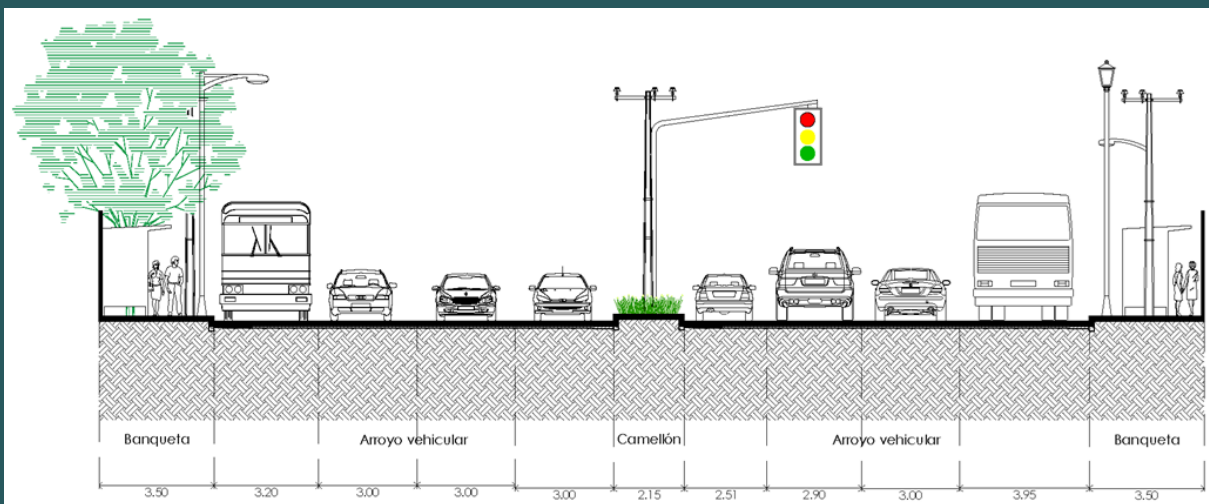 Banqueta Arroyo vehicular Camellón Arroyo vehicular Banqueta
3.50 3.20 3.00 3.00 3.00 2.15 2.51 2.90 3.00 3.95 3.50